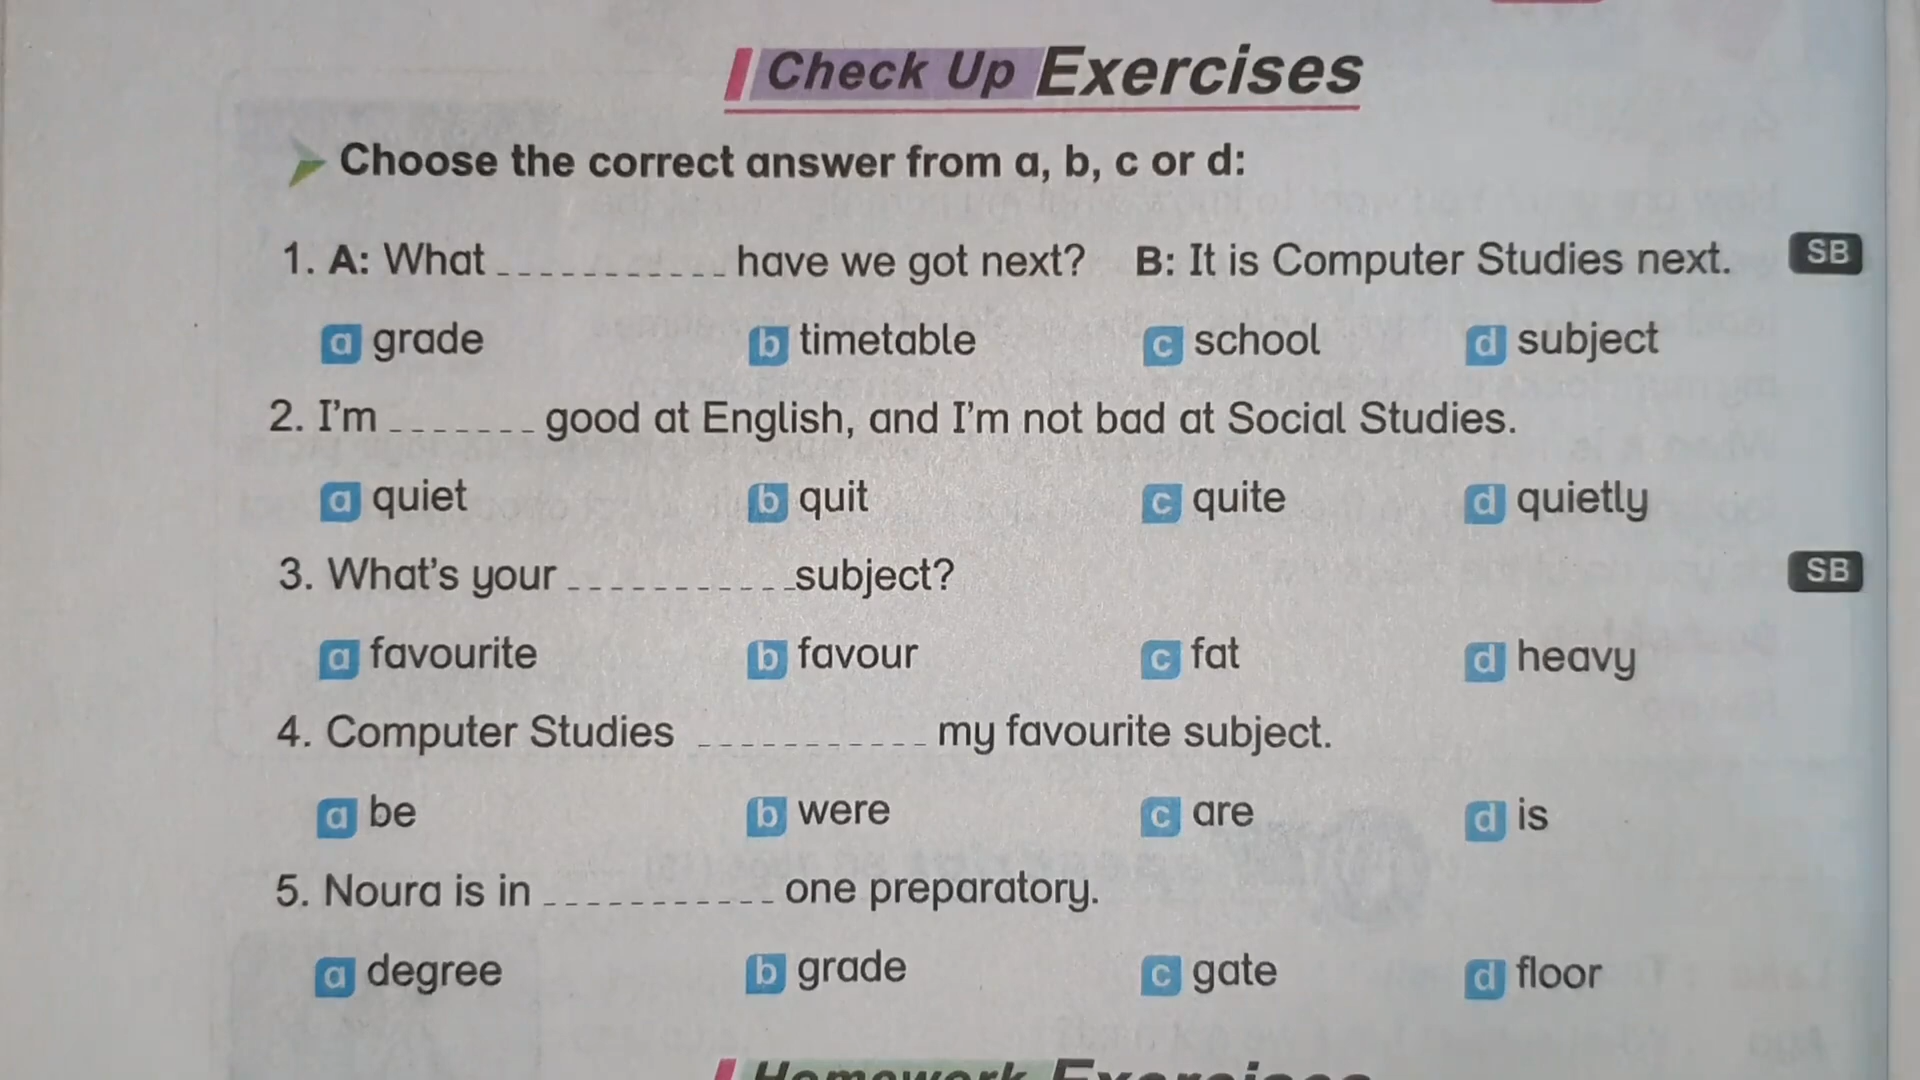 Check Up Exercises
Choose the correct answer from a, b, c or d:
1. A: What ___________ have we got next? B: It is Computer Studies next. SB
a grade b timetable c school d subject
2. I'm _______ good at English, and I'm not bad at Social Studies.
a quiet b quit c quite d quietly
3. What's your ___________subject? SB
a favourite b favour c fat d heavy
4. Computer Studies ___________ my favourite subject.
a be b were c are d is
5. Noura is in ___________ one preparatory.
a degree b grade c gate d floor
Homework Exercises